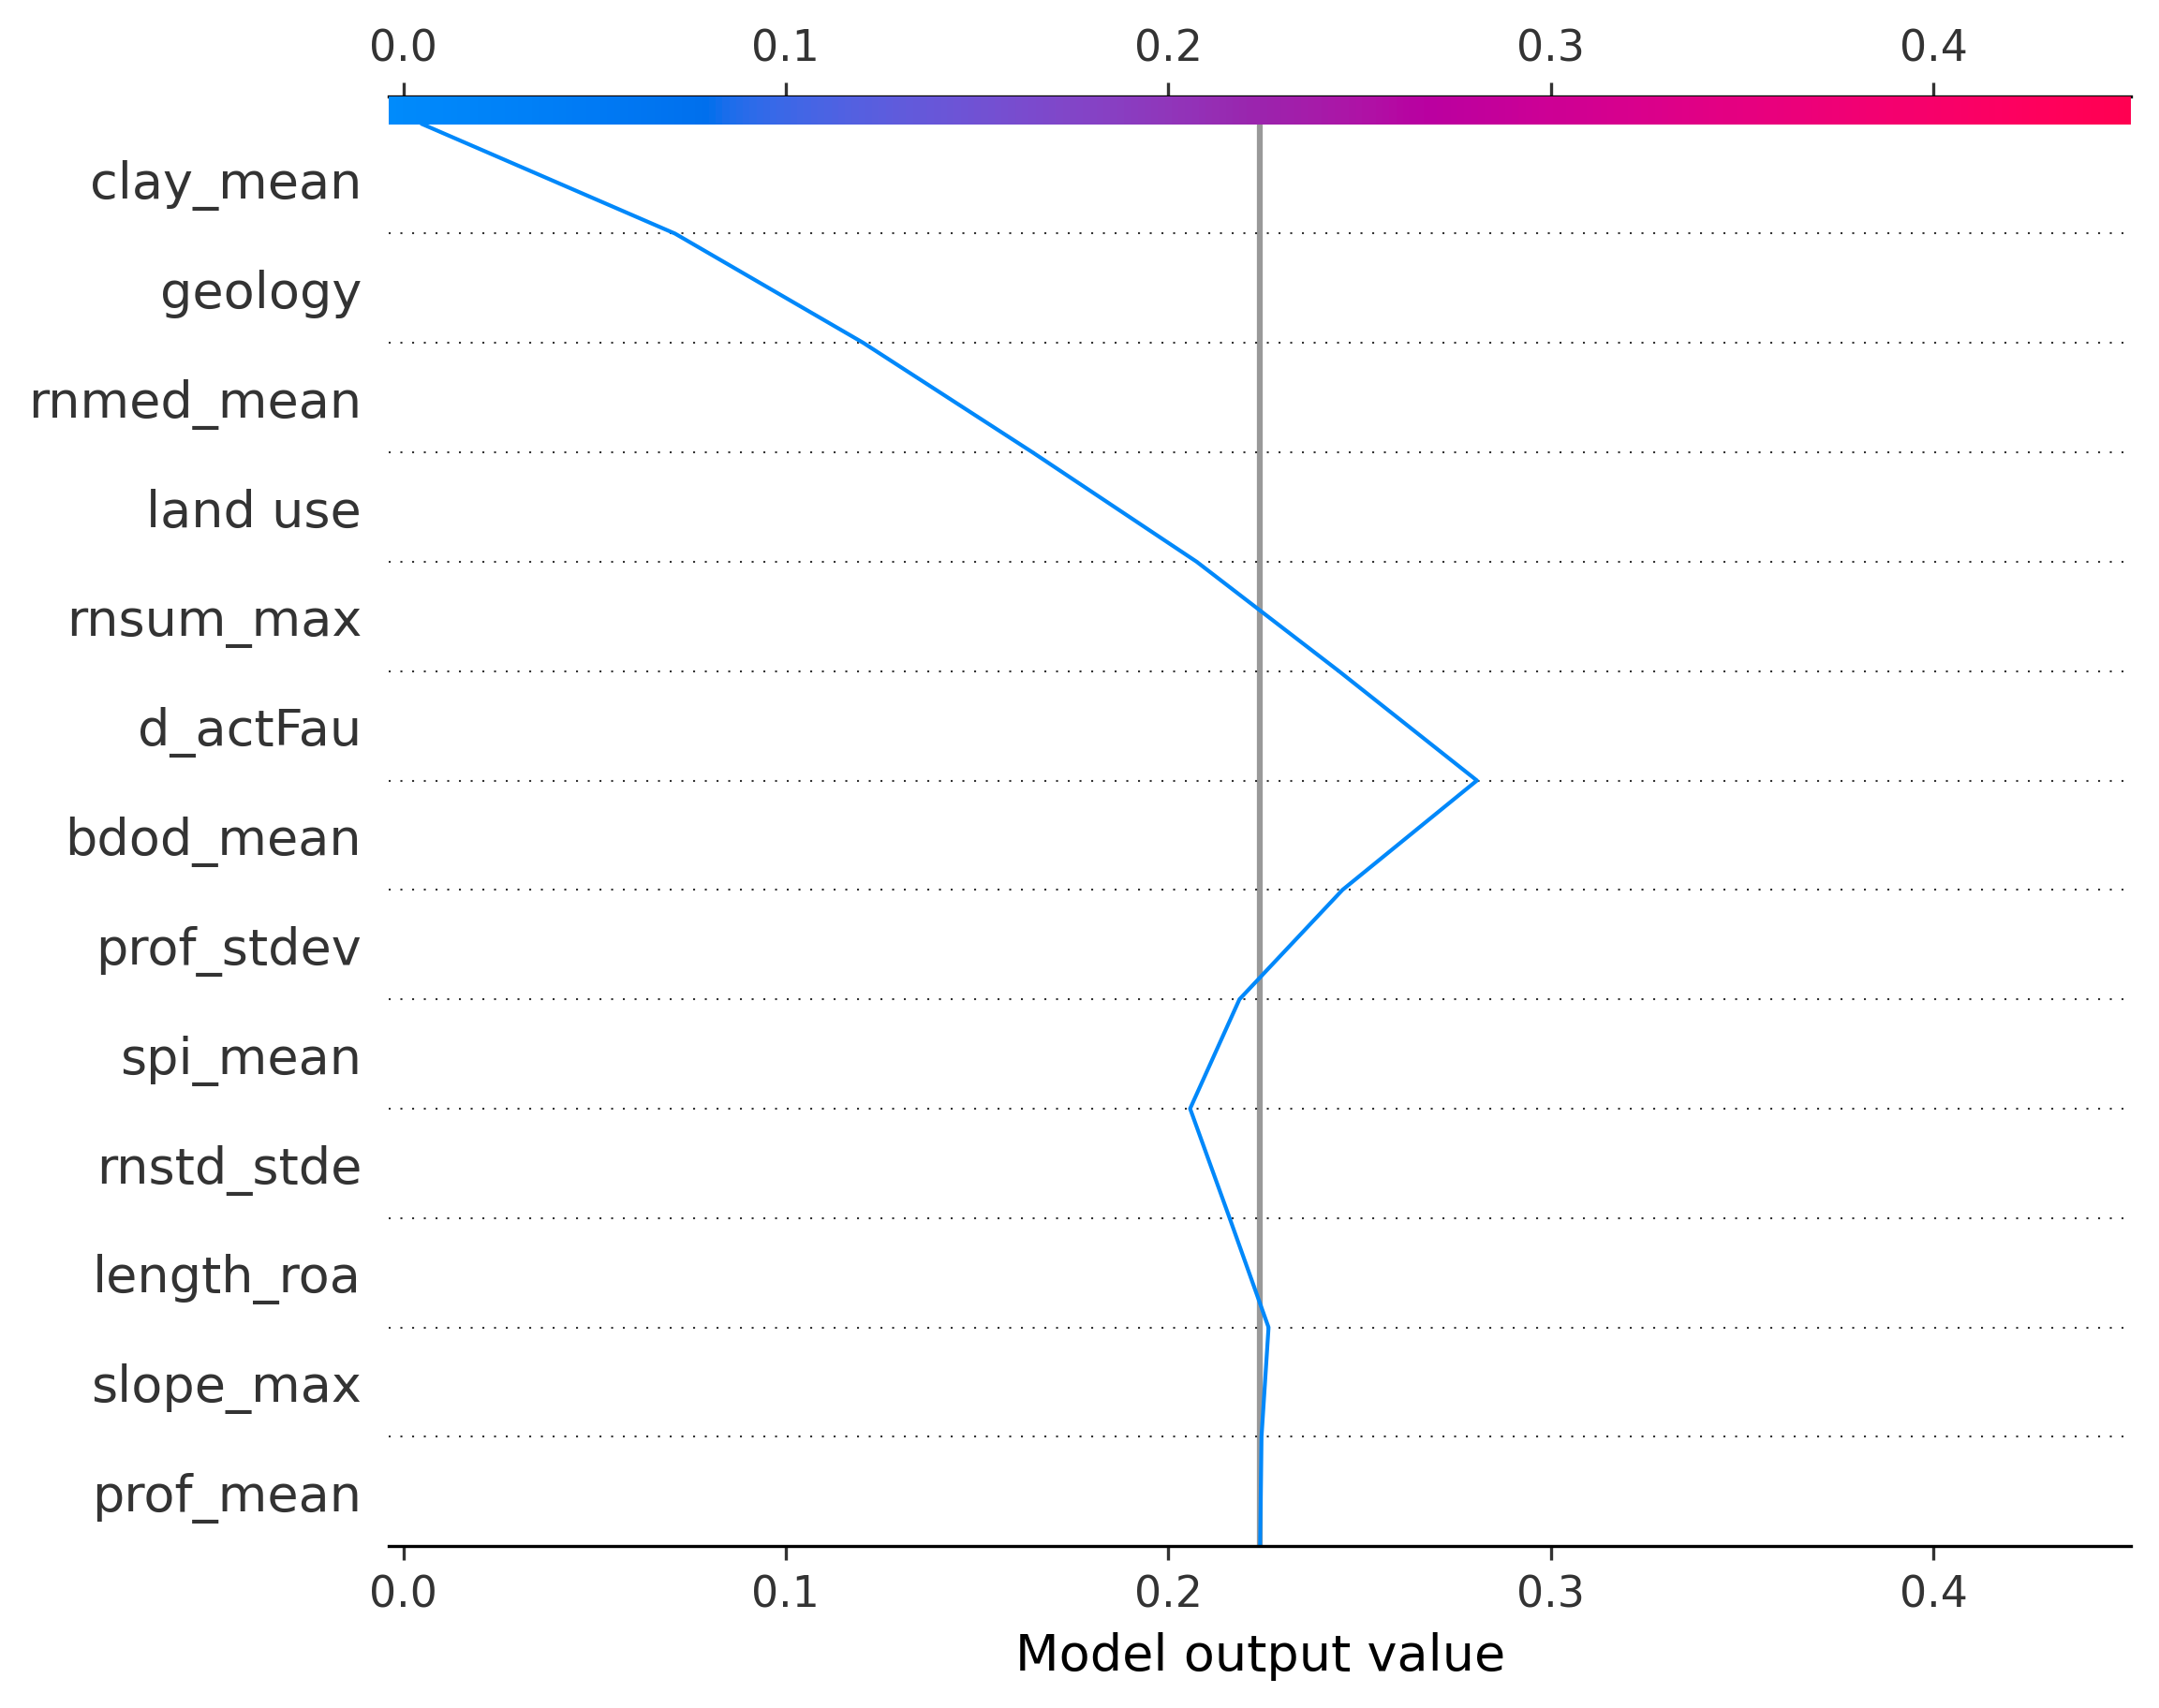 0.0 0.1 0.2 0.3 0.4
clay_mean
geology
rnmed_mean
land use
rnsum_max
d_actFau
bdod_mean
prof_stdev
spi_mean
rnstd_stde
length_roa
slope_max
prof_mean
0.0 0.1 0.2 0.3 0.4
Model output value